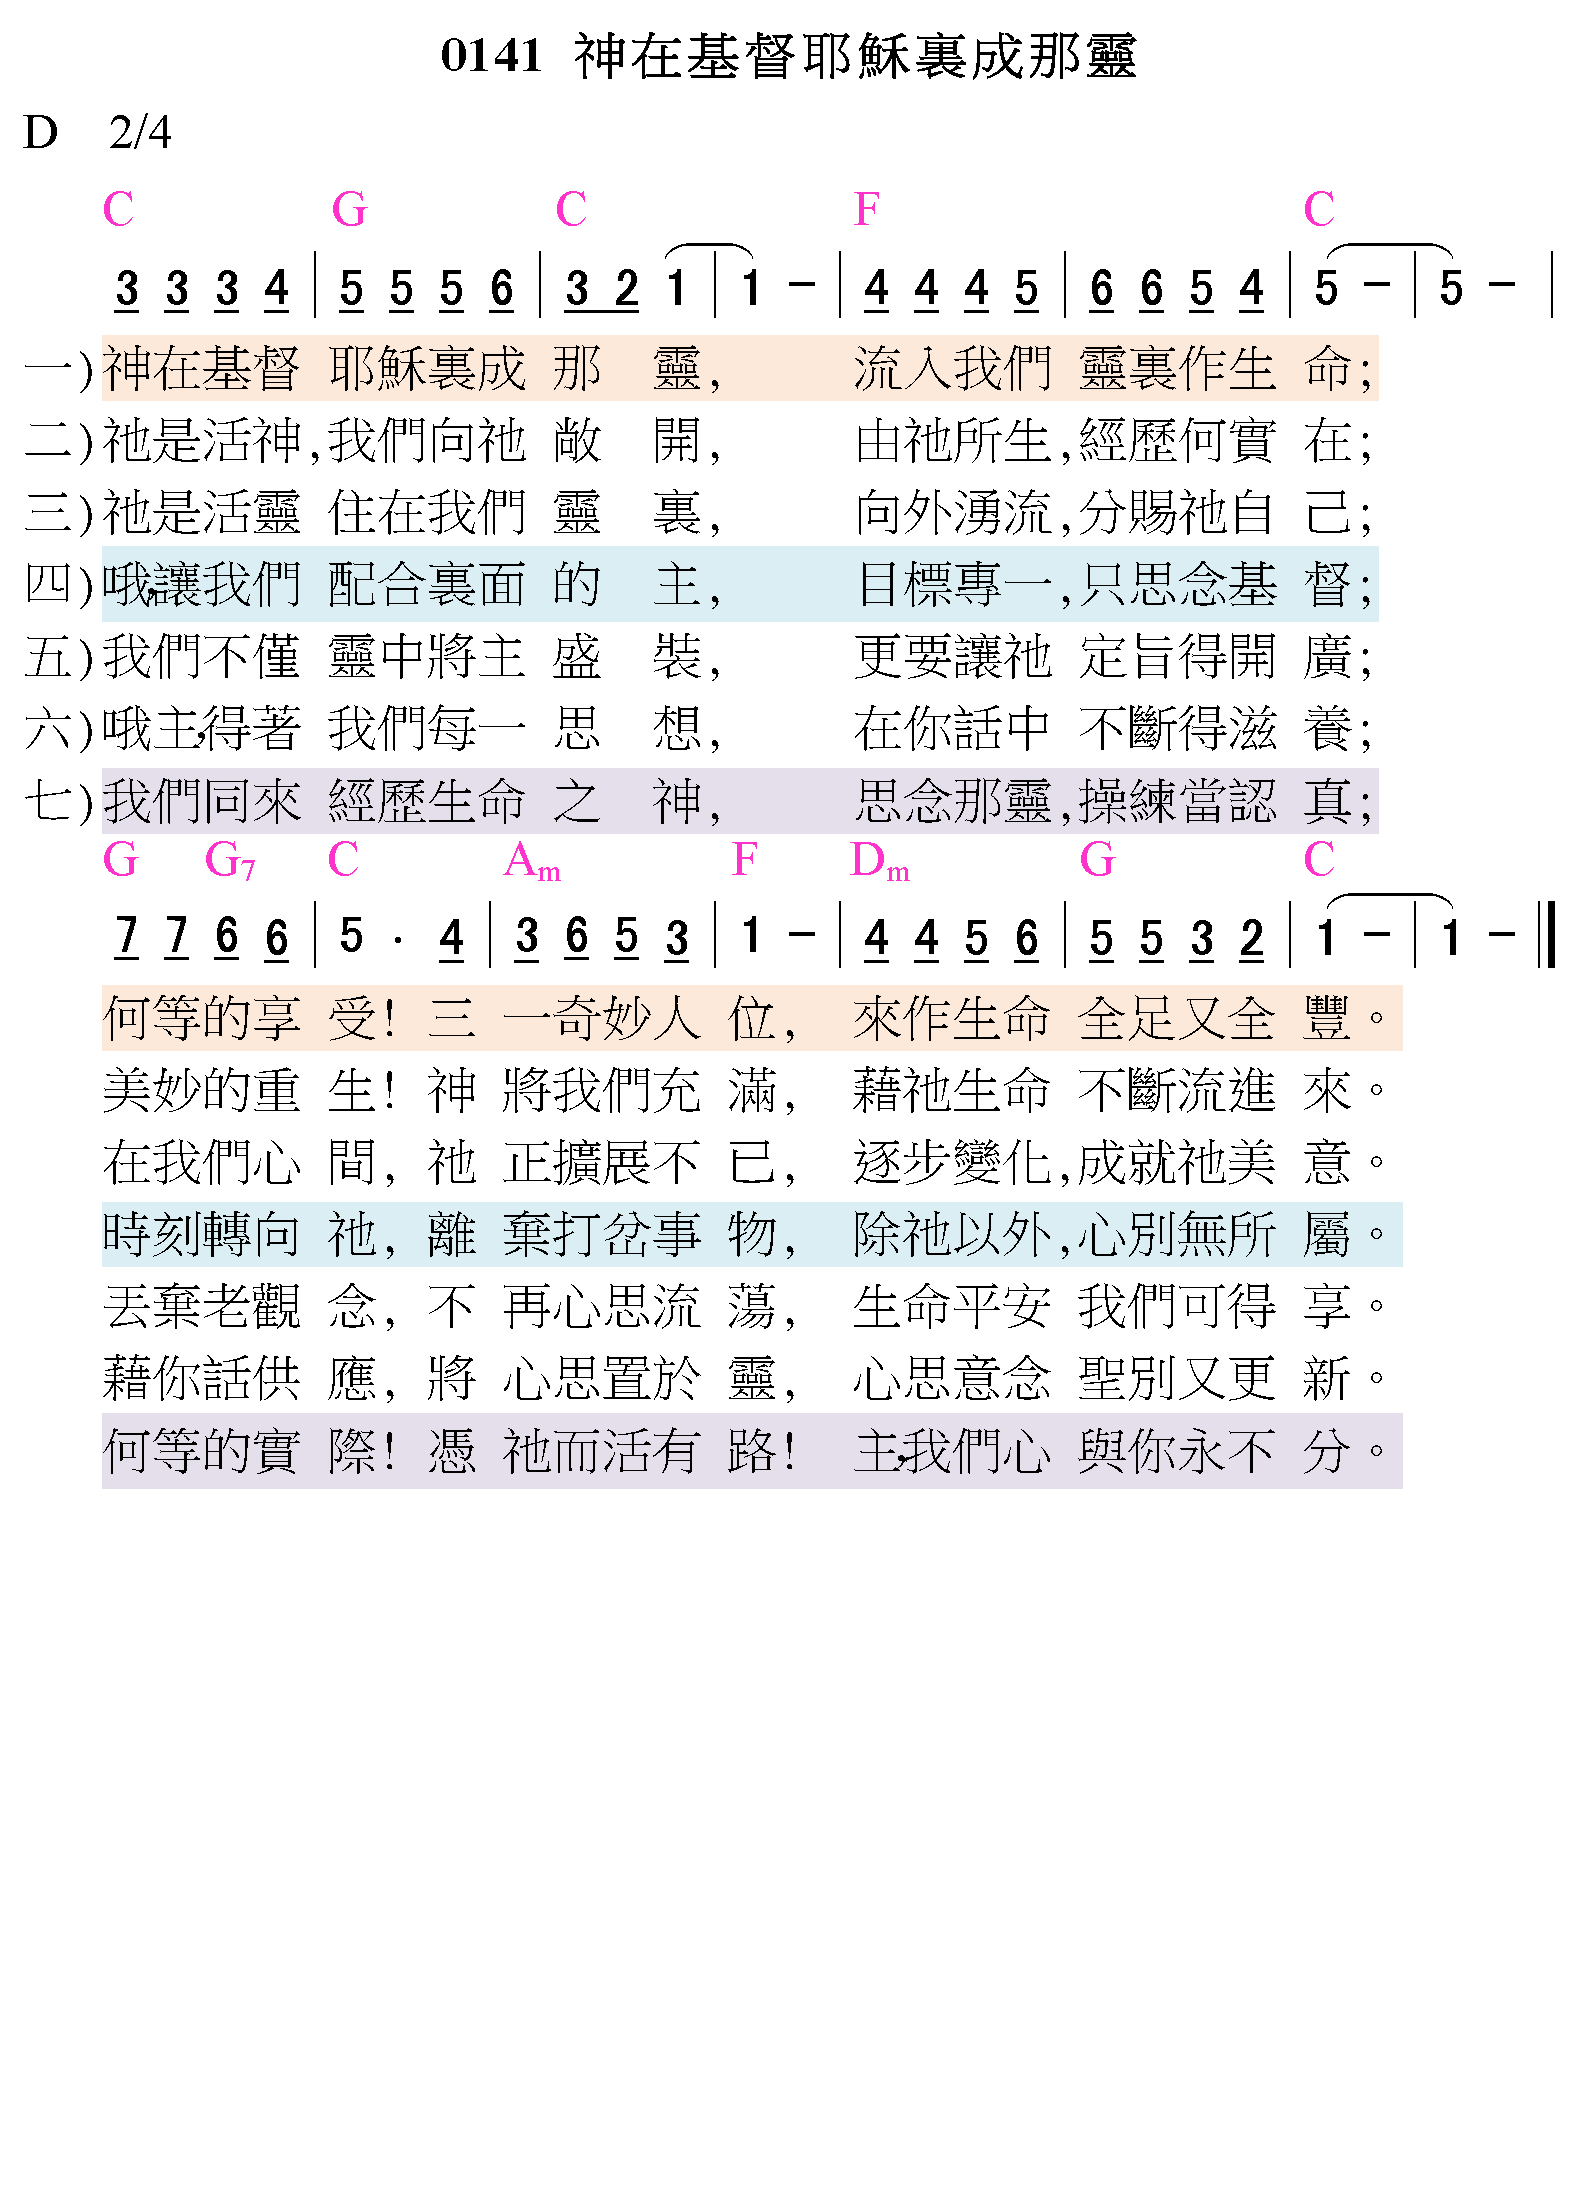 0141 神在基督耶穌裏成那靈
D 2/4
C G C F C
3 3 3 4 | 5 5 5 6 | 3 2 1 | 1 － | 4 4 4 5 | 6 6 5 4 | 5 － | 5 － |
一)神在基督 耶穌裏成 那 靈, 流入我們 靈裏作生 命;
二)祂是活神,我們向祂 敞 開, 由祂所生,經歷何實 在;
三)祂是活靈 住在我們 靈 裏, 向外湧流,分賜祂自 己;
四)哦,讓我們 配合裏面 的 主, 目標專一,只思念基 督;
五)我們不僅 靈中將主 盛 裝, 更要讓祂 定旨得開 廣;
六)哦主,得著 我們每一 思 想, 在你話中 不斷得滋 養;
七)我們同來 經歷生命 之 神, 思念那靈,操練當認 真;
G G7 C Am F Dm G C
7 7 6 6 | 5 · 4 | 3 6 5 3 | 1 － | 4 4 5 6 | 5 5 3 2 | 1 － | 1 － ‖
何等的享 受! 三 一奇妙人 位, 來作生命 全足又全 豐。
美妙的重 生! 神 將我們充 滿, 藉祂生命 不斷流進 來。
在我們心 間, 祂 正擴展不 已, 逐步變化,成就祂美 意。
時刻轉向 祂, 離 棄打岔事 物, 除祂以外,心別無所 屬。
丟棄老觀 念, 不 再心思流 蕩, 生命平安 我們可得 享。
藉你話供 應, 將 心思置於 靈, 心思意念 聖別又更 新。
何等的實 際! 憑 祂而活有 路! 主,我們心 與你永不 分。